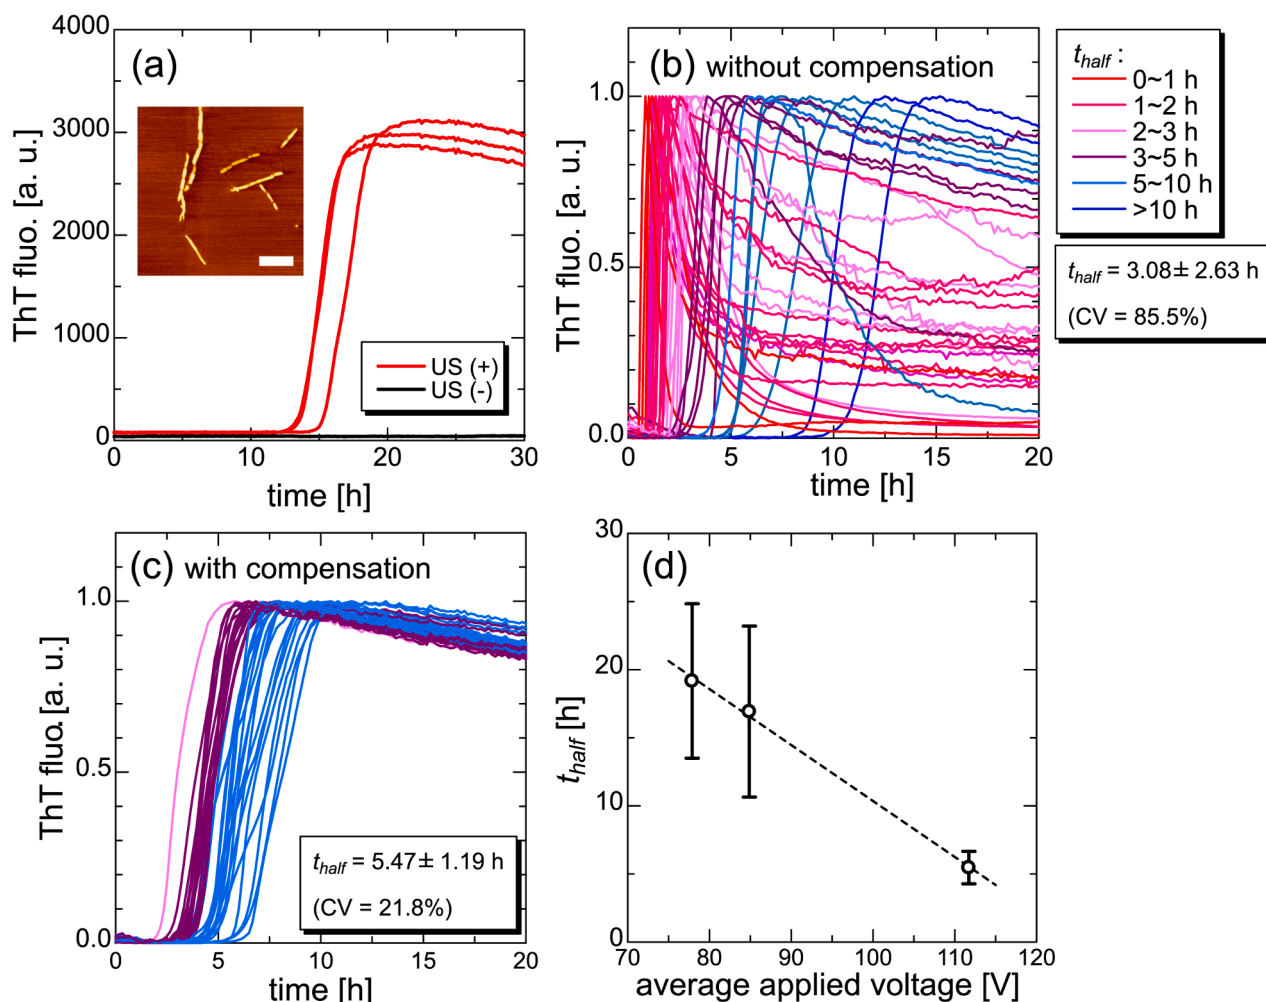 (a)
ThT fluo. [a. u.]
4000
3000
2000
1000
0
US (+)
US (-)
0 10 20 30
time [h]
(b) without compensation
ThT fluo. [a. u.]
1.0
0.5
0.0
0 5 10 15 20
time [h]
t_half :
0~1 h
1~2 h
2~3 h
3~5 h
5~10 h
>10 h
t_half = 3.08± 2.63 h
(CV = 85.5%)
(c) with compensation
ThT fluo. [a. u.]
1.0
0.5
0.0
t_half = 5.47± 1.19 h
(CV = 21.8%)
0 5 10 15 20
time [h]
(d)
t_half [h]
30
20
10
0
70 80 90 100 110 120
average applied voltage [V]